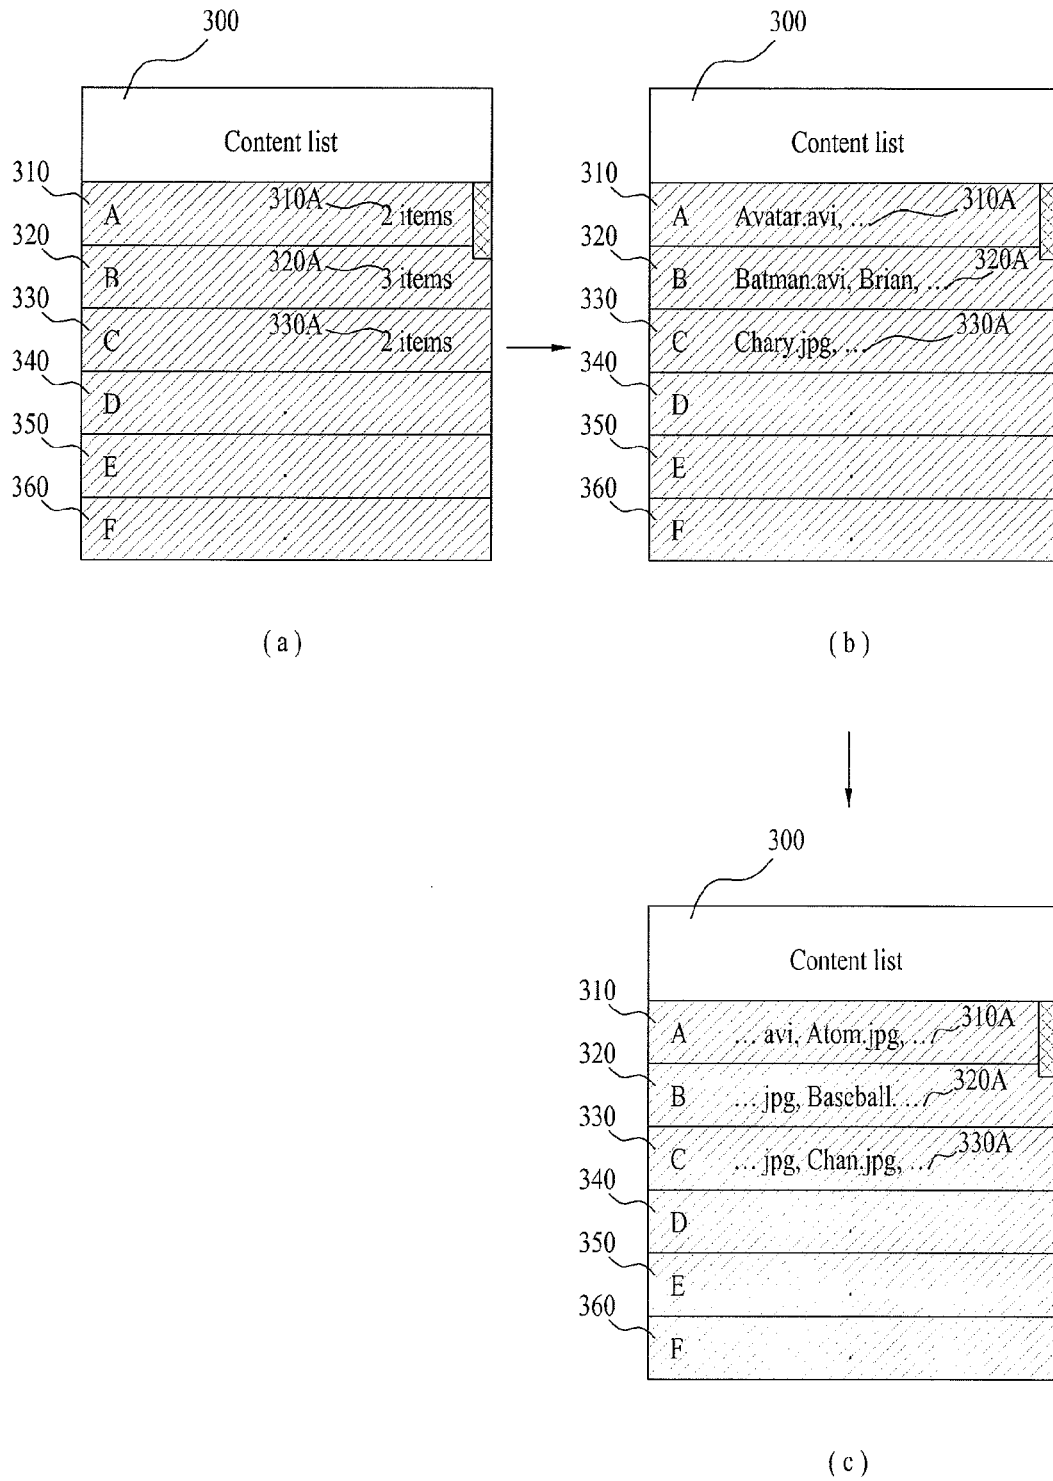 300
Content list
310
A
310A
2 items
320
B
320A
3 items
330
C
330A
2 items
340
D
350
E
360
F
(a)
300
Content list
310
A Avatar.avi, ...
310A
320
B Batman.avi, Brian, ...
320A
330
C Chary.jpg, ...
330A
340
D
350
E
360
F
(b)
300
Content list
310
A ... avi, Atom.jpg, ...
310A
320
B ... jpg, Baseball. ...
320A
330
C ... jpg, Chan.jpg, ...
330A
340
D
350
E
360
F
(c)